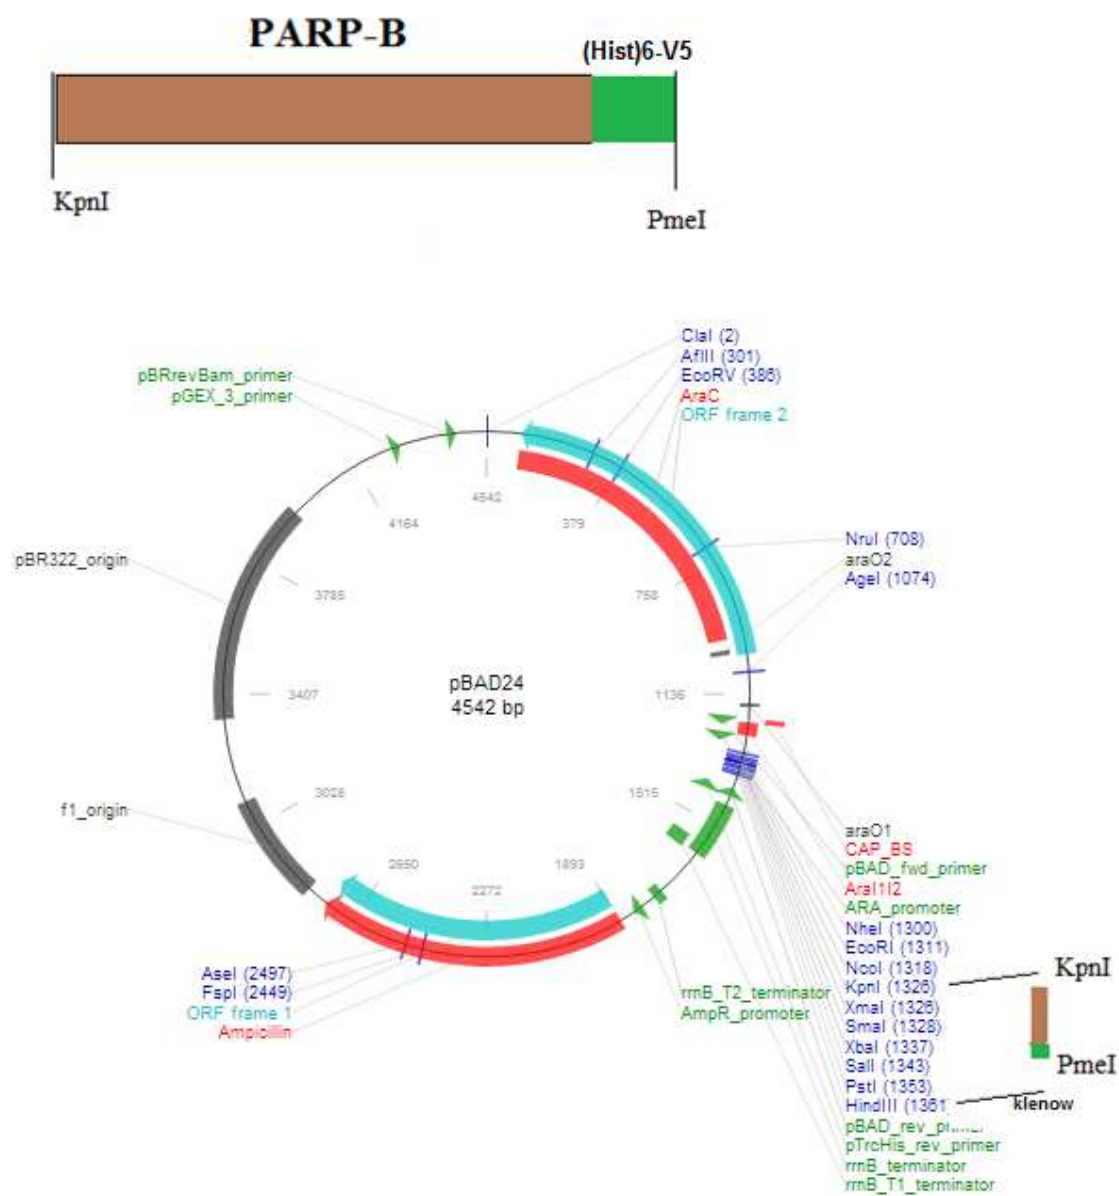 PARP-B
(Hist)6-V5
KpnI
PmeI
ClaI (2)
AflII (301)
EcoRV (386)
AraC
ORF frame 2
pBRrevBam_primer
pGEX_3_primer
4542
379
4164
NruI (708)
araO2
AgeI (1074)
pBR322_origin
3785
758
pBAD24
4542 bp
3407
1136
f1_origin
3028
1515
2650
2272
1893
araO1
CAP_BS
pBAD_fwd_primer
AraI1I2
ARA_promoter
NheI (1300)
EcoRI (1311)
NcoI (1318)
KpnI (1326)
XmaI (1326)
SmaI (1328)
XbaI (1337)
SalI (1343)
PstI (1353)
HindIII (1361)
pBAD_rev_primer
pTrcHis_rev_primer
rrnB_terminator
rrnB_T1_terminator
KpnI
PmeI
klenow
AseI (2497)
FspI (2449)
ORF frame 1
Ampicillin
rrnB_T2_terminator
AmpR_promoter